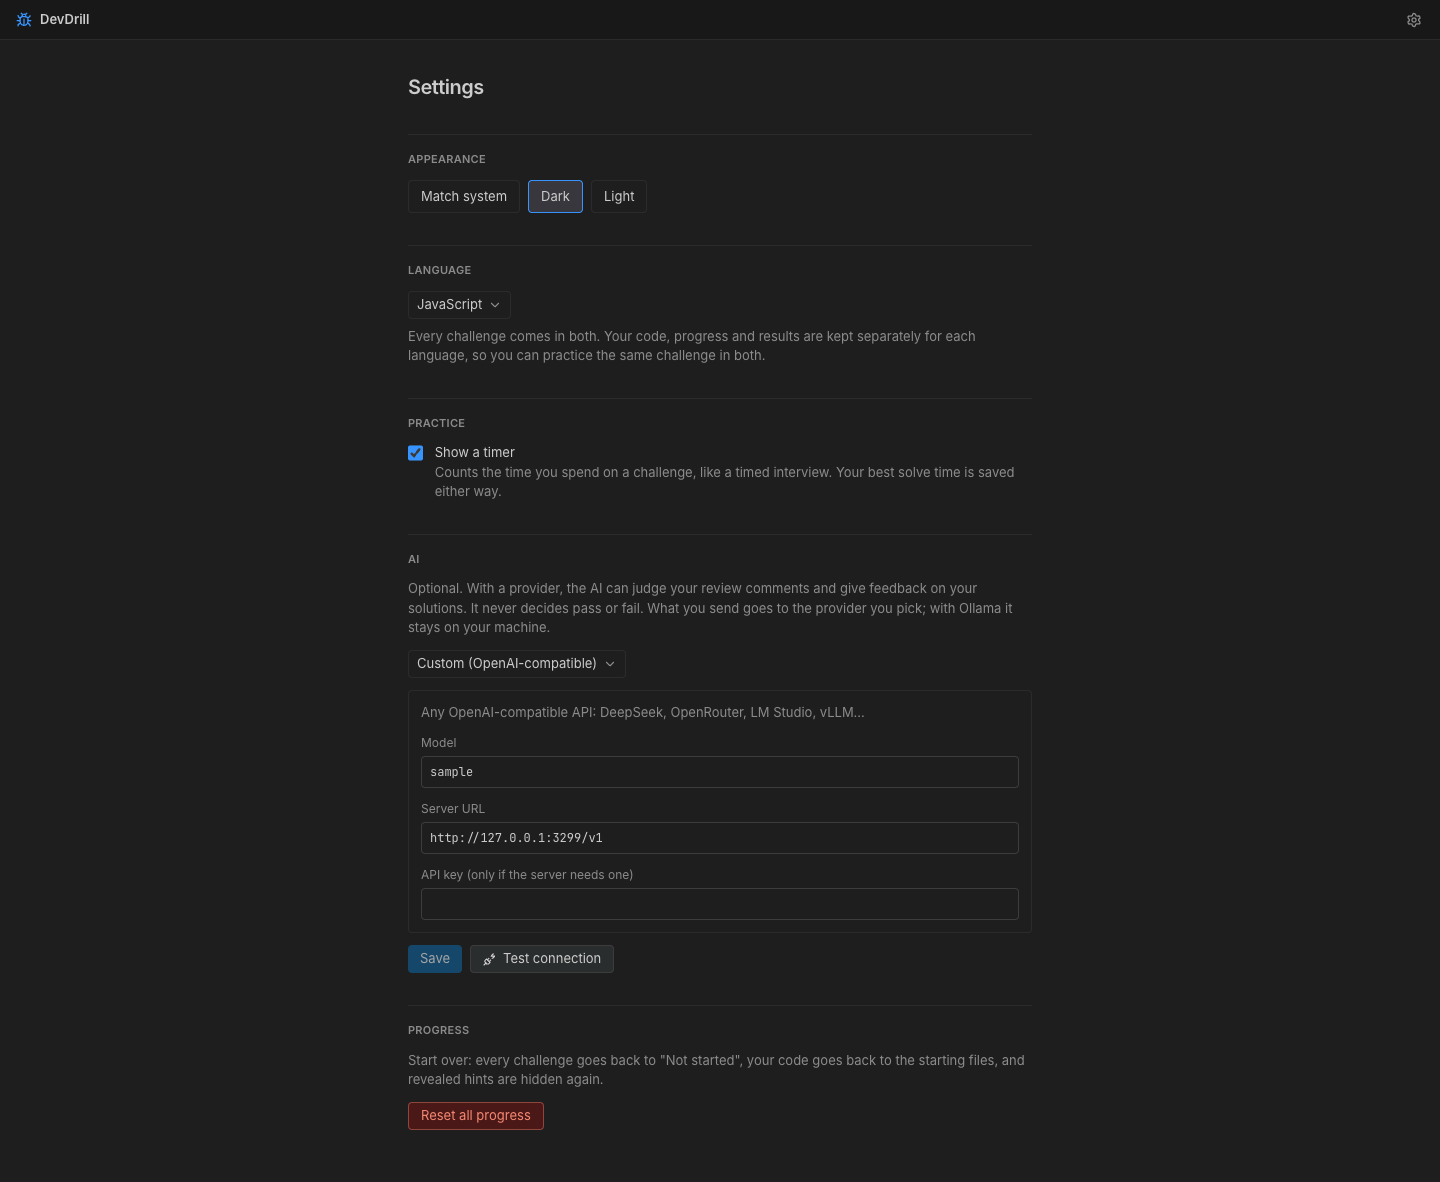 DevDrill
Settings
APPEARANCE
Match system
Dark
Light
LANGUAGE
JavaScript
Every challenge comes in both. Your code, progress and results are kept separately for each
language, so you can practice the same challenge in both.
PRACTICE
Show a timer
Counts the time you spend on a challenge, like a timed interview. Your best solve time is saved
either way.
AI
Optional. With a provider, the AI can judge your review comments and give feedback on your
solutions. It never decides pass or fail. What you send goes to the provider you pick; with Ollama it
stays on your machine.
Custom (OpenAI-compatible)
Any OpenAI-compatible API: DeepSeek, OpenRouter, LM Studio, vLLM...
Model
sample
Server URL
http://127.0.0.1:3299/v1
API key (only if the server needs one)
Save
Test connection
PROGRESS
Start over: every challenge goes back to "Not started", your code goes back to the starting files, and
revealed hints are hidden again.
Reset all progress